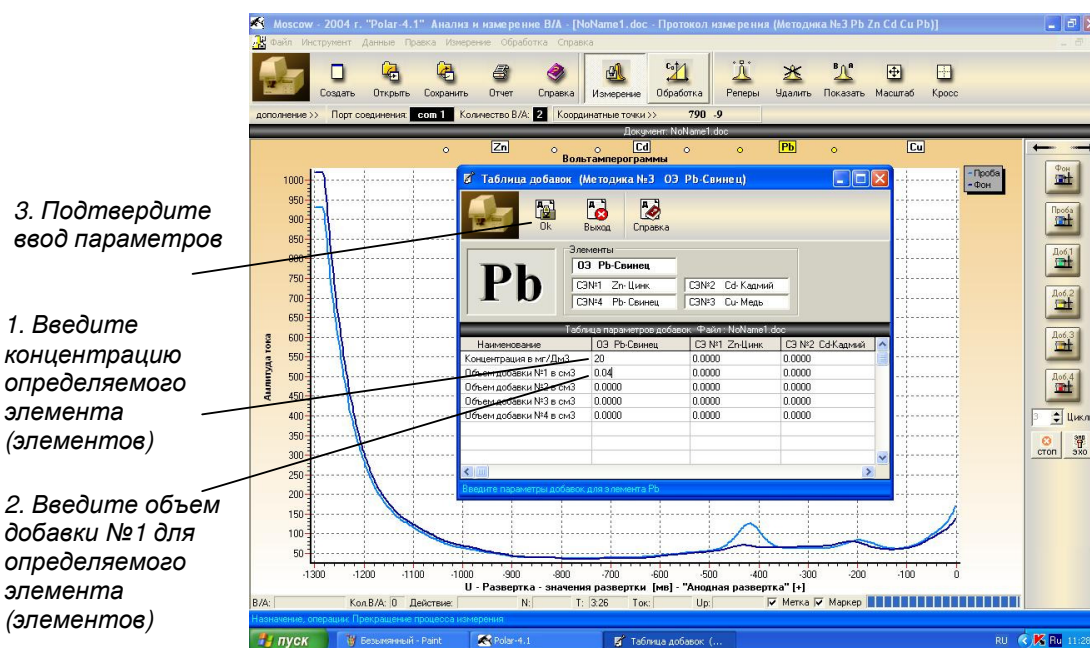 Moscow - 2004 г. "Polar-4.1" Анализ и измерение В/А - [NoName1.doc - Протокол измерения (Методика №3 Pb Zn Cd Cu Pb)]
Файл Инструмент Данные Правка Измерение Обработка Справка
Создать Открыть Сохранить Отчет Справка Измерение Обработка Реперы Удалить Показать Масштаб Кросс
дополнение >> Порт соединения: com 1 Количество В/А: 2 Координатные точки >> 790 -9
Документ: NoName1.doc
Zn Cd Pb Cu
Вольтамперограммы
- Проба
- Фон
3. Подтвердите
ввод параметров
1. Введите
концентрацию
определяемого
элемента
(элементов)
2. Введите объем
добавки №1 для
определяемого
элемента
(элементов)
Амплитуда тока
1000
950
900
850
800
750
700
650
600
550
500
450
400
350
300
250
200
150
100
50
Таблица добавок (Методика №3 ОЭ Pb-Свинец)
Ok Выход Справка
Pb
Элементы
ОЭ Pb-Свинец
СЭ№1 Zn-Цинк СЭ№2 Cd-Кадмий
СЭ№4 Pb-Свинец СЭ№3 Cu-Медь
Таблица параметров добавок Файл: NoName1.doc
Наименование ОЭ Pb-Свинец СЭ №1 Zn-Цинк СЭ №2 Cd-Кадмий
Концентрация в мг/Дм3 20 0.0000 0.0000
Объем добавки №1 в см3 0.04 0.0000 0.0000
Объем добавки №2 в см3 0.0000 0.0000 0.0000
Объем добавки №3 в см3 0.0000 0.0000 0.0000
Объем добавки №4 в см3 0.0000 0.0000 0.0000
Введите параметры добавок для элемента Pb
Фон
Проба
Доб.1
Доб.2
Доб.3
Доб.4
3 Цикл
стоп эхо
-1300 -1200 -1100 -1000 -900 -800 -700 -600 -500 -400 -300 -200 -100 0
U - Развертка - значения развертки [мв] - "Анодная развертка" [+]
В/А: Кол.В/А: 0 Действие: N: T: 3:26 Ток: Up: Метка Маркер
Назначение, операции: Прекращение процесса измерения
пуск Безымянный - Paint Polar-4.1 Таблица добавок (... RU Ru 11:28